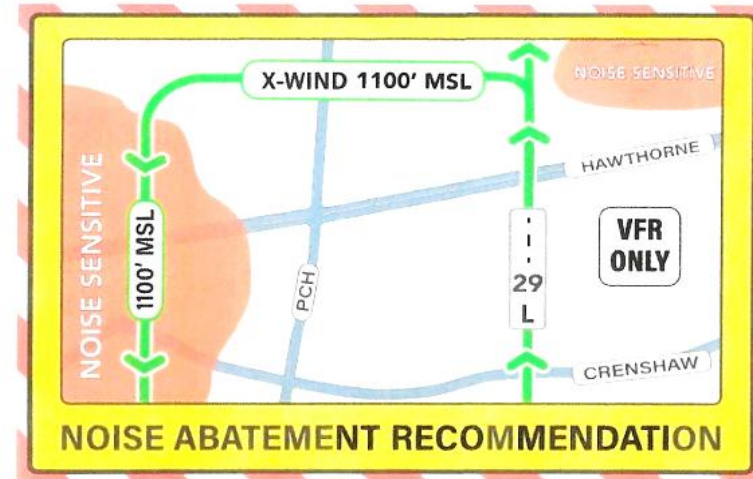 X-WIND 1100' MSL
NOISE SENSITIVE
HAWTHORNE
NOISE SENSITIVE
1100' MSL
VFR
ONLY
PCH
29
L
CRENSHAW
NOISE ABATEMENT RECOMMENDATION